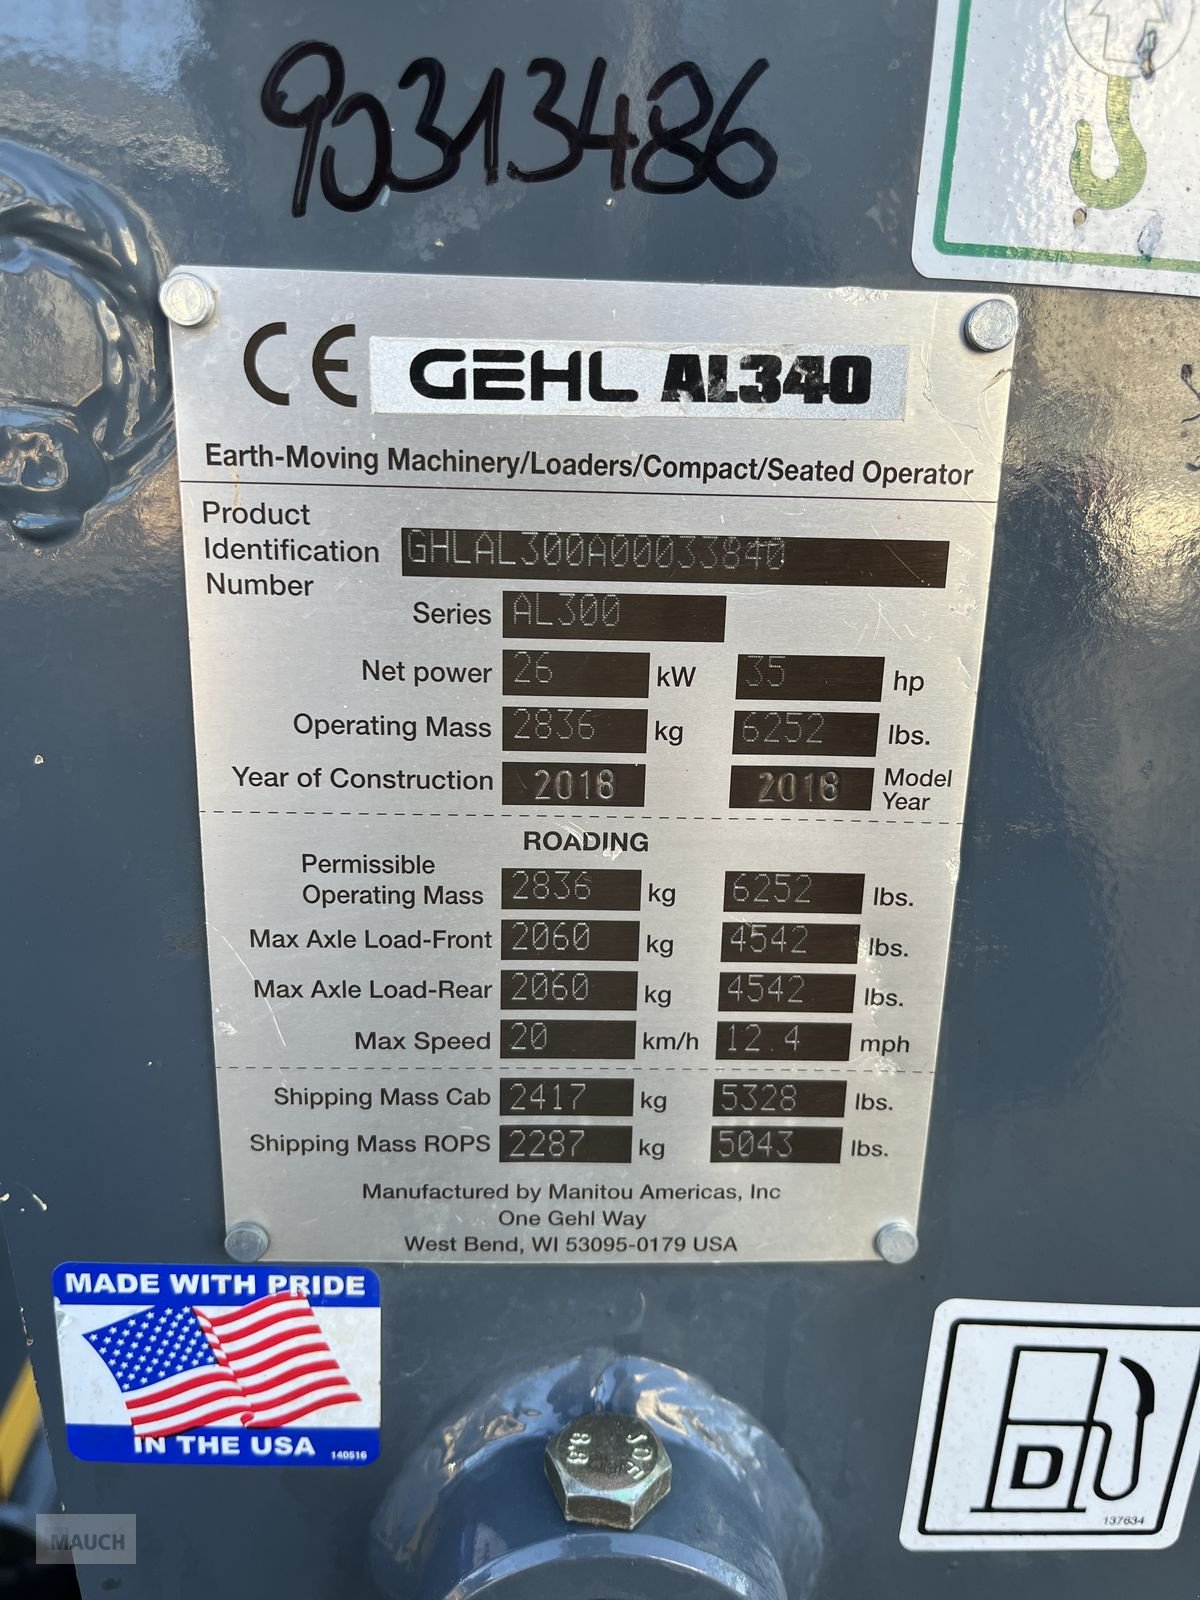 90313486
CE GEHL AL340
Earth-Moving Machinery/Loaders/Compact/Seated Operator
Product
Identification GHLAL300A00033840
Number
Series AL300
Net power 26 kW 35 hp
Operating Mass 2836 kg 6252 lbs.
Year of Construction 2018 2018 Model
Year
ROADING
Permissible
Operating Mass 2836 kg 6252 lbs.
Max Axle Load-Front 2060 kg 4542 lbs.
Max Axle Load-Rear 2060 kg 4542 lbs.
Max Speed 20 km/h 12.4 mph
Shipping Mass Cab 2417 kg 5328 lbs.
Shipping Mass ROPS 2287 kg 5043 lbs.
Manufactured by Manitou Americas, Inc
One Gehl Way
West Bend, WI 53095-0179 USA
MADE WITH PRIDE
IN THE USA 140516
8.8
D
137634
MAUCH